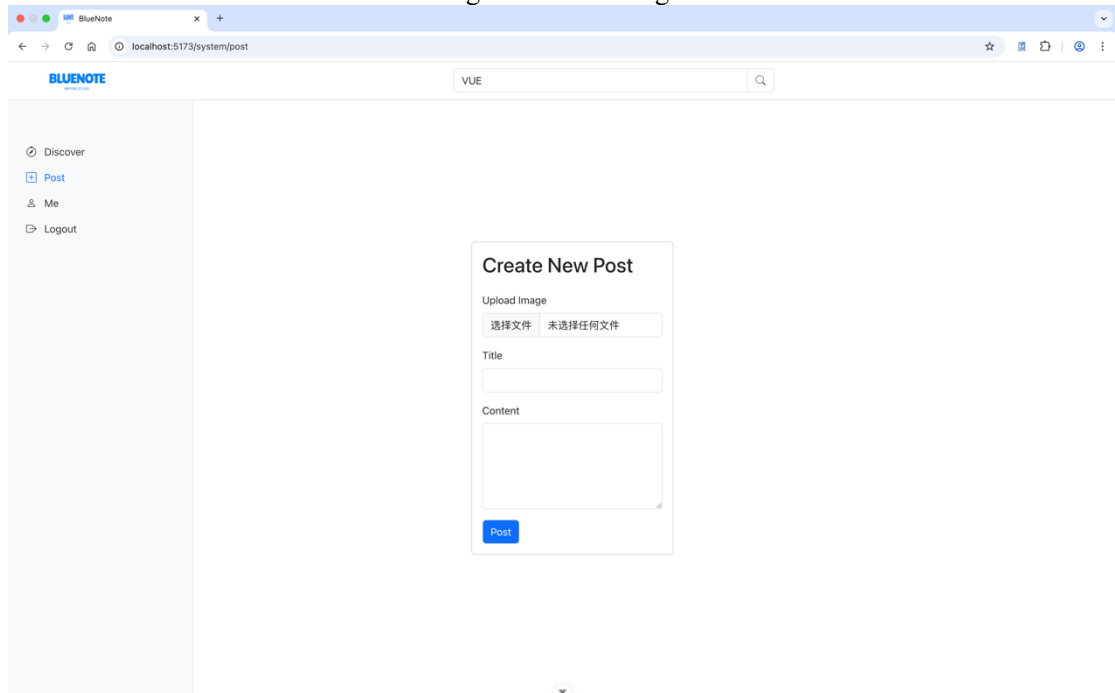 BlueNote
localhost:5173/system/post
BLUENOTE
VUE
Discover
Post
Me
Logout
Create New Post
Upload Image
选择文件 未选择任何文件
Title
Content
Post